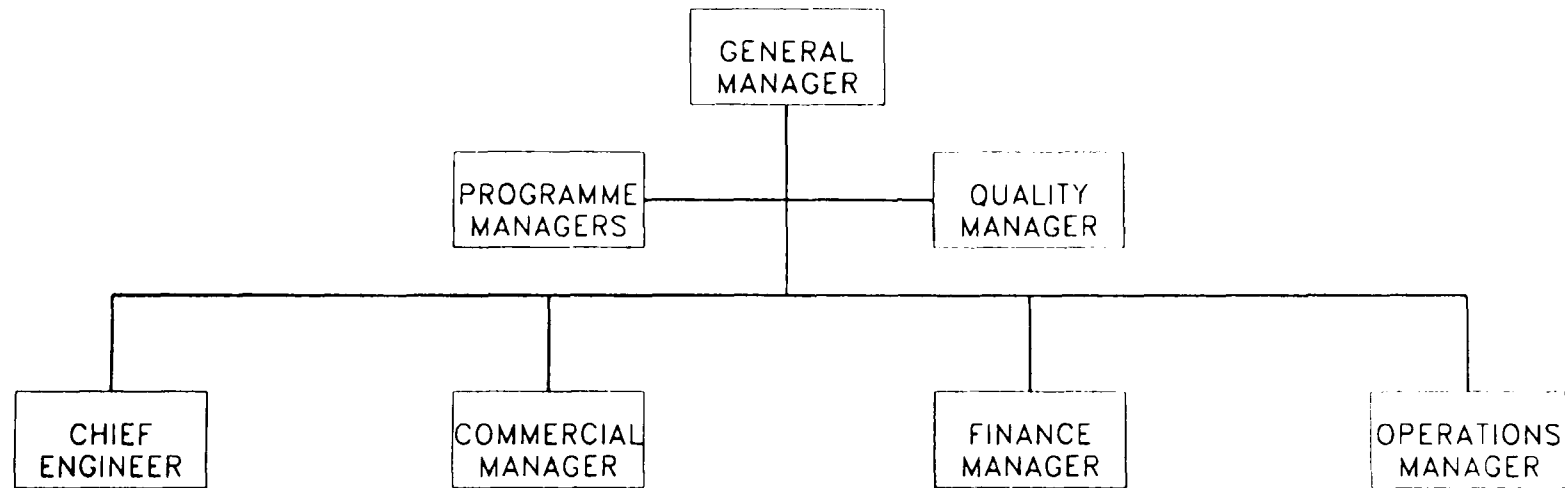 GENERAL
MANAGER
PROGRAMME
MANAGERS
QUALITY
MANAGER
CHIEF
ENGINEER
COMMERCIAL
MANAGER
FINANCE
MANAGER
OPERATIONS
MANAGER